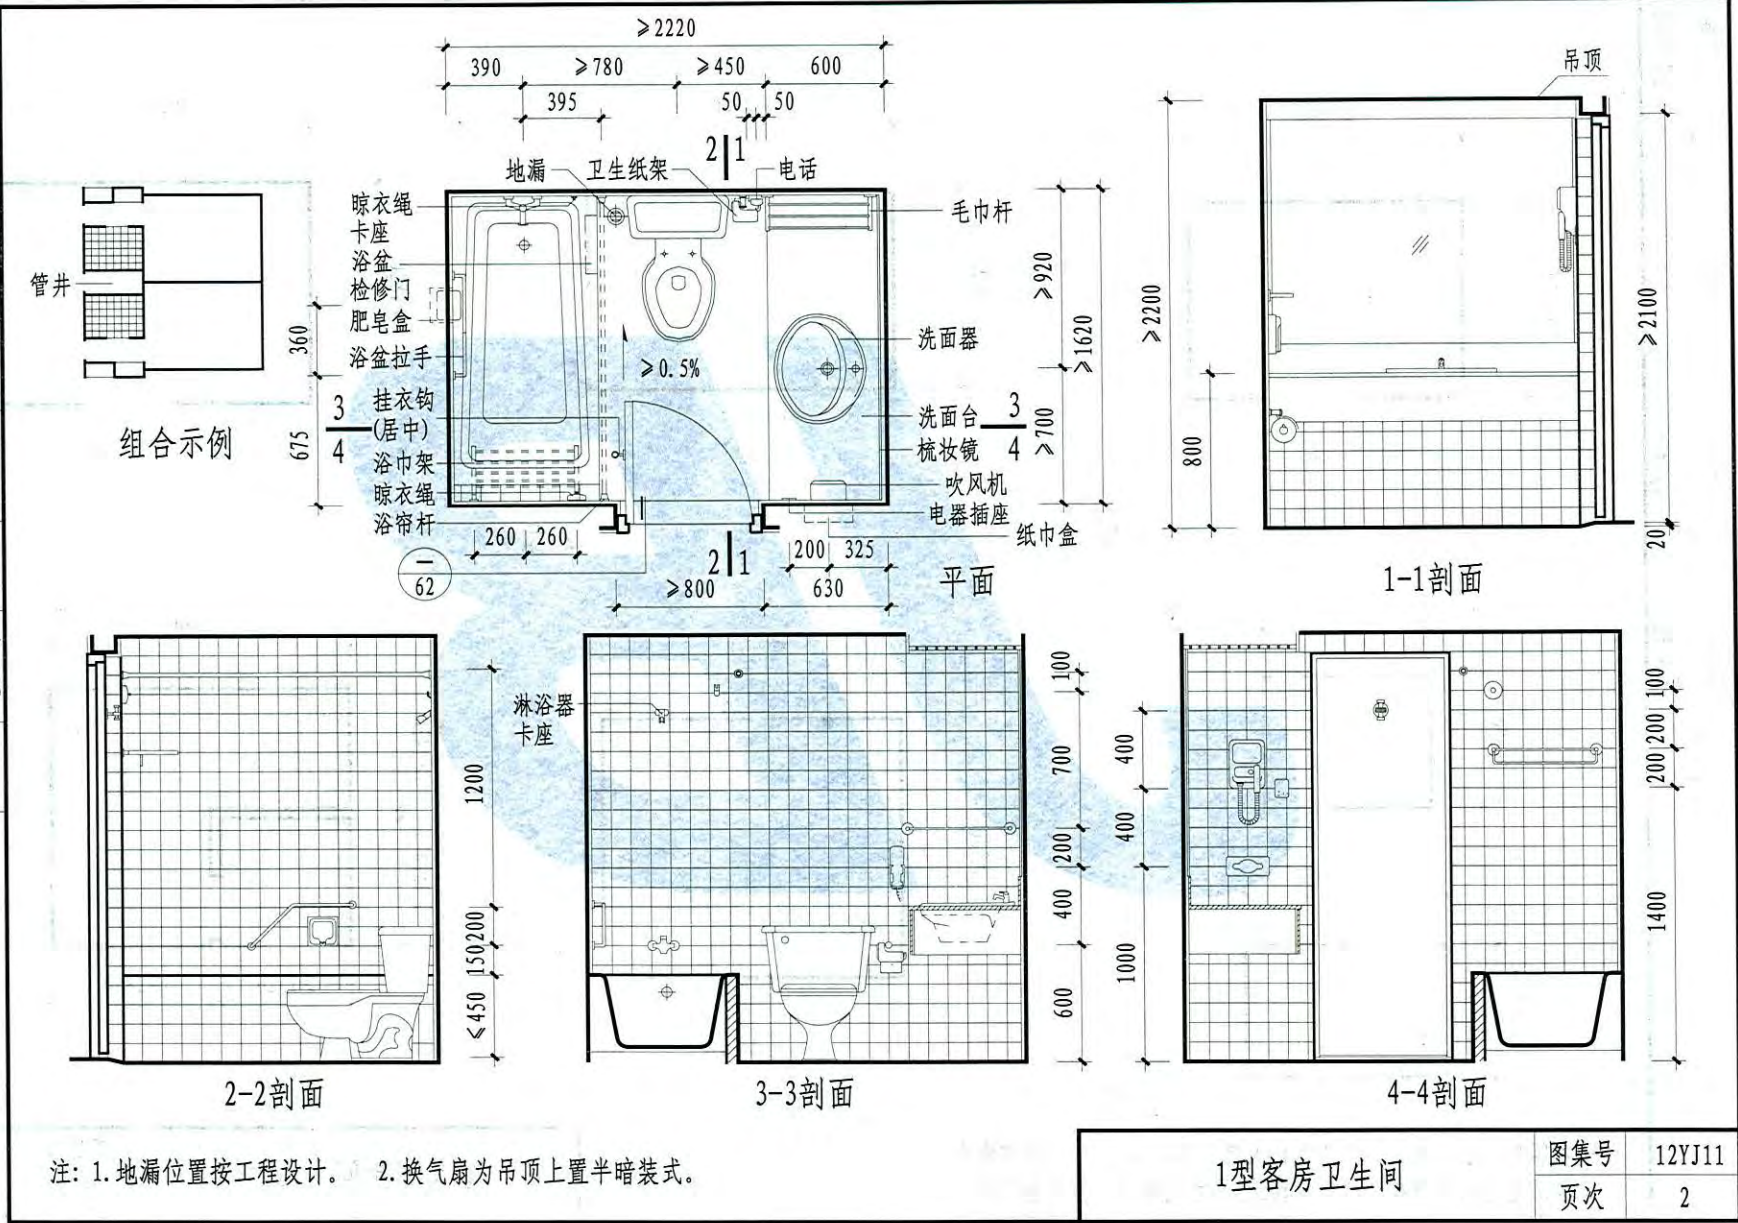 ≥2220
390
≥780
≥450
600
395
50
50
2 1
地漏
卫生纸架
电话
晾衣绳
卡座
浴盆
检修门
肥皂盒
浴盆拉手
挂衣钩
(居中)
浴巾架
晾衣绳
浴帘杆
3
4
360
675
管井
组合示例
≥0.5%
毛巾杆
洗面器
洗面台
梳妆镜
吹风机
电器插座
纸巾盒
3
4
≥920
≥700
≥1620
260
260
—
62
2 1
≥800
200
325
630
平面
吊顶
≥2200
800
≥2100
20
1-1剖面
1200
200
150
≤450
2-2剖面
淋浴器
卡座
100
700
200
400
600
3-3剖面
400
400
1000
100
200
200
1400
4-4剖面
注: 1.地漏位置按工程设计。 2.换气扇为吊顶上置半暗装式。
1型客房卫生间
图集号
12YJ11
页次
2